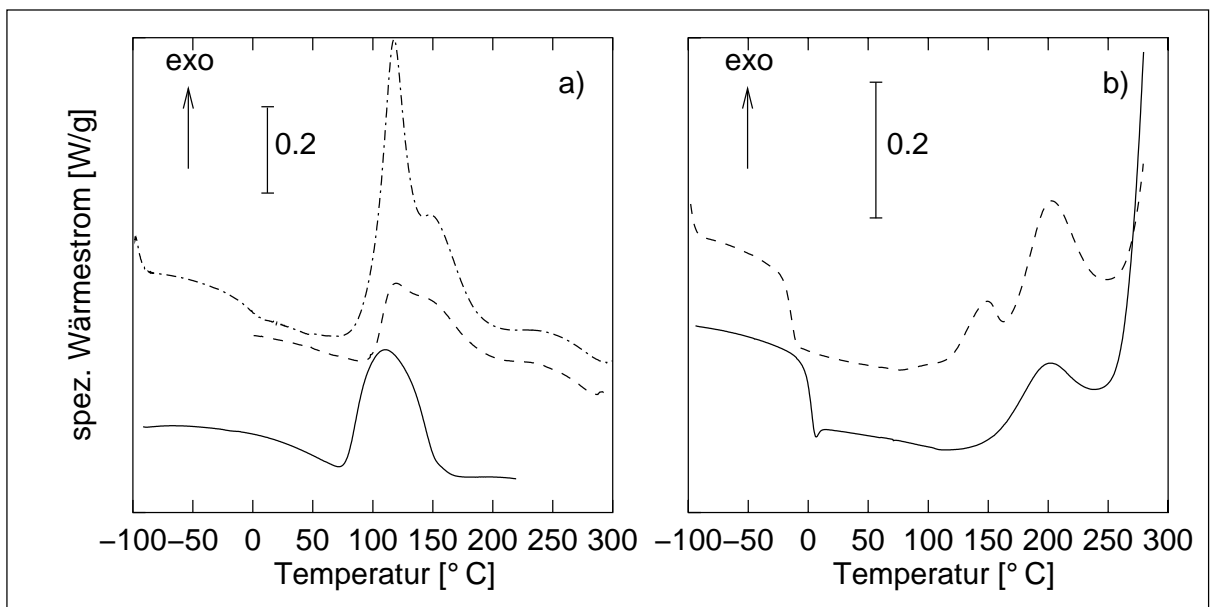 exo
a)
0.2
spez. Wärmestrom [W/g]
−100−50 0 50 100 150 200 250 300
Temperatur [° C]
exo
b)
0.2
−100 −50 0 50 100 150 200 250 300
Temperatur [° C]